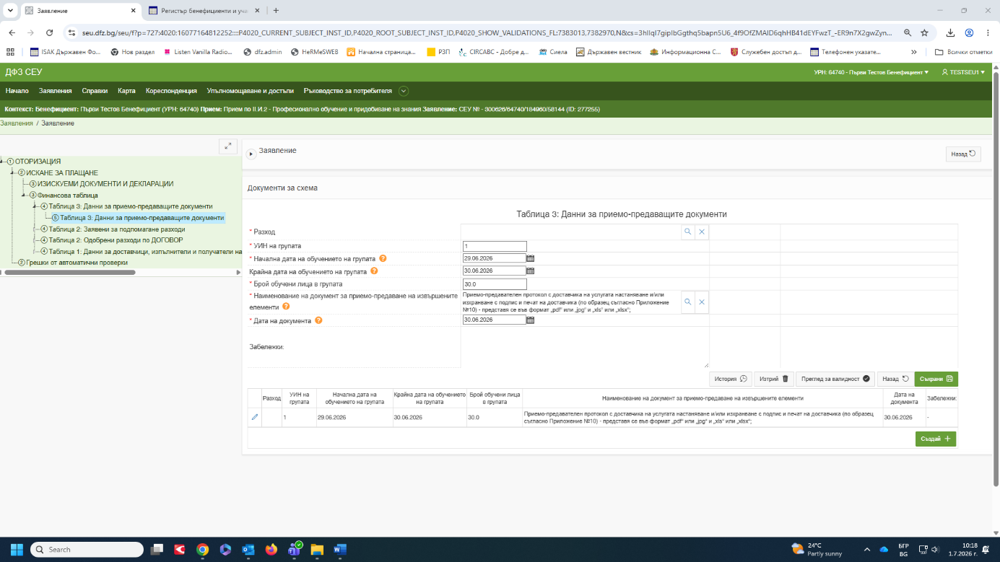 Заявление
Регистър бенефициенти и уча
seu.dfz.bg/seu/f?p=727:4020:16077164812252::::P4020_CURRENT_SUBJECT_INST_ID,P4020_ROOT_SUBJECT_INST_ID,P4020_SHOW_VALIDATIONS_FL:7383013,7382970,N&cs=3hIlqI7gipIbGgthq5bapn5U6_4f9OfZMAID6qhHB41dEYFwzT_-ER9n7X2gwZyn...
ISAK Държавен Фо...
Нов раздел
Listen Vanilla Radio...
dfz.admin
HeRMeSWEB
Начална страница...
РЗП
CIRCABC - Добре д...
Сиела
Държавен вестник
Информационна С...
Служебен достъп д...
Телефонен указате...
Всички отметки
ДФЗ СЕУ
УРН: 64740 - Първи Тестов Бенефициент
TESTSEU1
Начало Заявления Справки Карта Кореспонденция Упълномощаване и достъпи Ръководство за потребителя
Контекст: Бенефициент: Първи Тестов Бенефициент (УРН: 64740) Прием: Прием по II.И.2 - Професионално обучение и придобиване на знания Заявление: СЕУ № - 300626/64740/184960/58144 (ID: 277255)
Заявления / Заявление
1 ОТОРИЗАЦИЯ
2 ИСКАНЕ ЗА ПЛАЩАНЕ
3 ИЗИСКУЕМИ ДОКУМЕНТИ И ДЕКЛАРАЦИИ
3 Финансова таблица
4 Таблица 3: Данни за приемо-предаващите документи
5 Таблица 3: Данни за приемо-предаващите документи
4 Таблица 2: Заявени за подпомагане разходи
4 Таблица 2: Одобрени разходи по ДОГОВОР
4 Таблица 1: Данни за доставчици, изпълнители и получатели на
2 Грешки от автоматични проверки
Заявление
Назад
Документи за схема
Таблица 3: Данни за приемо-предаващите документи
* Разход
* УИН на групата
1
* Начална дата на обучението на групата ?
29.06.2026
Крайна дата на обучението на групата ?
30.06.2026
* Брой обучени лица в групата
30.0
* Наименование на документ за приемо-предаване на извършените
елементи ?
Приемо-предавателен протокол с доставчика на услугата настаняване и/или
изхранване с подпис и печат на доставчика (по образец съгласно Приложение
№10) - представя се във формат „pdf“ или „jpg“ и „xls“ или „xlsx“;
* Дата на документа ?
30.06.2026
Забележки:
История
Изтрий
Преглед за валидност
Назад
Съхрани
Разход
УИН на
групата
Начална дата на
обучението на групата
Крайна дата на обучението
на групата
Брой обучени лица
в групата
Наименование на документ за приемо-предаване на извършените елементи
Дата на
документа
Забележки:
1
29.06.2026
30.06.2026
30.0
Приемо-предавателен протокол с доставчика на услугата настаняване и/или изхранване с подпис и печат на доставчика (по образец
съгласно Приложение №10) - представя се във формат „pdf“ или „jpg“ и „xls“ или „xlsx“;
30.06.2026
-
Създай
Search
24°C
Partly sunny
БГР
BG
10:18
1.7.2026 г.